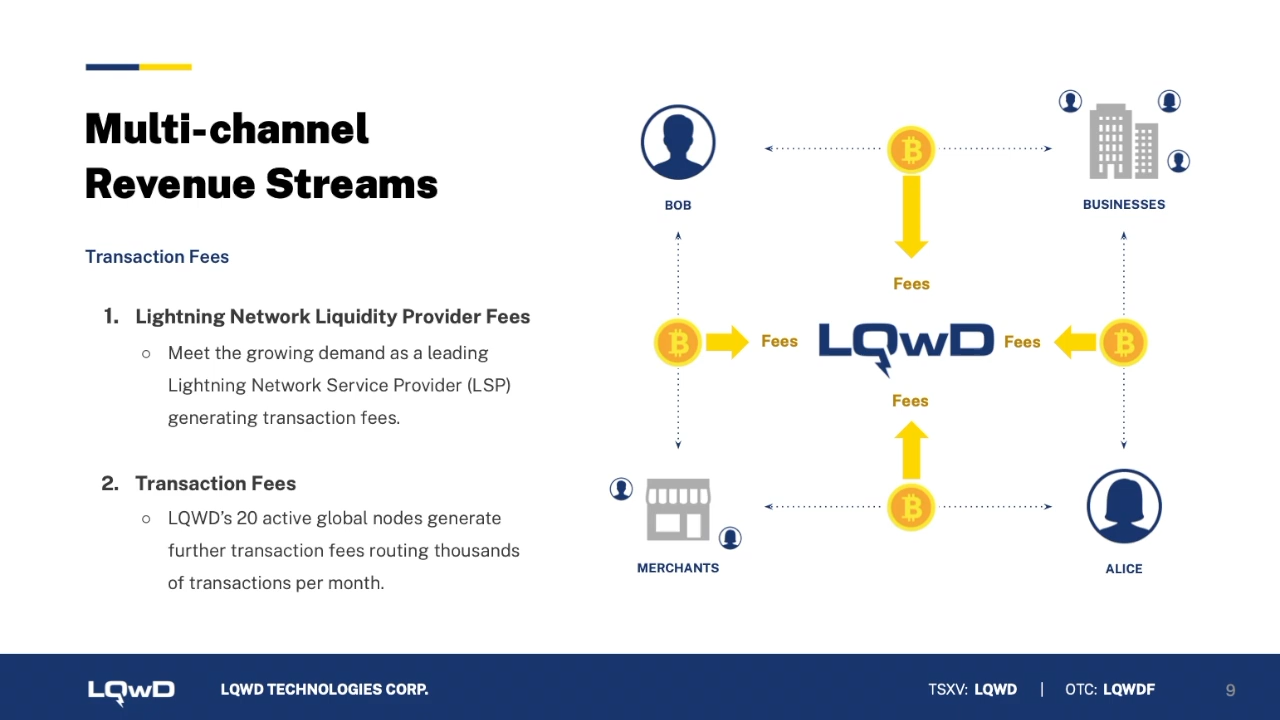 Multi-channel
Revenue Streams
Transaction Fees
1. Lightning Network Liquidity Provider Fees
○ Meet the growing demand as a leading
Lightning Network Service Provider (LSP)
generating transaction fees.
2. Transaction Fees
○ LQWD's 20 active global nodes generate
further transaction fees routing thousands
of transactions per month.
BOB
BUSINESSES
Fees
Fees
LQwD
Fees
Fees
MERCHANTS
ALICE
LQwD
LQWD TECHNOLOGIES CORP.
TSXV: LQWD | OTC: LQWDF
9